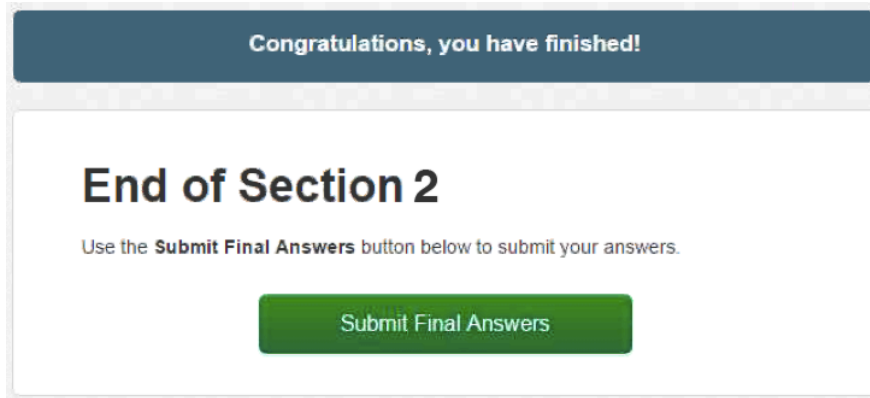 Congratulations, you have finished!
End of Section 2
Use the Submit Final Answers button below to submit your answers.
Submit Final Answers